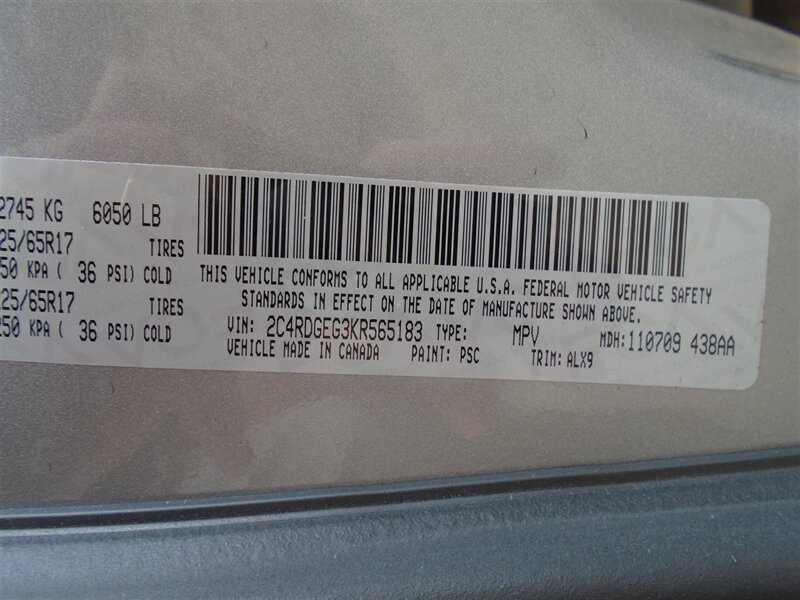 2745 KG 6050 LB
25/65R17 TIRES
50 KPA ( 36 PSI) COLD
25/65R17 TIRES
250 KPA ( 36 PSI) COLD
THIS VEHICLE CONFORMS TO ALL APPLICABLE U.S.A. FEDERAL MOTOR VEHICLE SAFETY
STANDARDS IN EFFECT ON THE DATE OF MANUFACTURE SHOWN ABOVE.
VIN: 2C4RDGEG3KR565183 TYPE: MPV MDH: 110709 438AA
VEHICLE MADE IN CANADA PAINT: PSC TRIM: ALX9